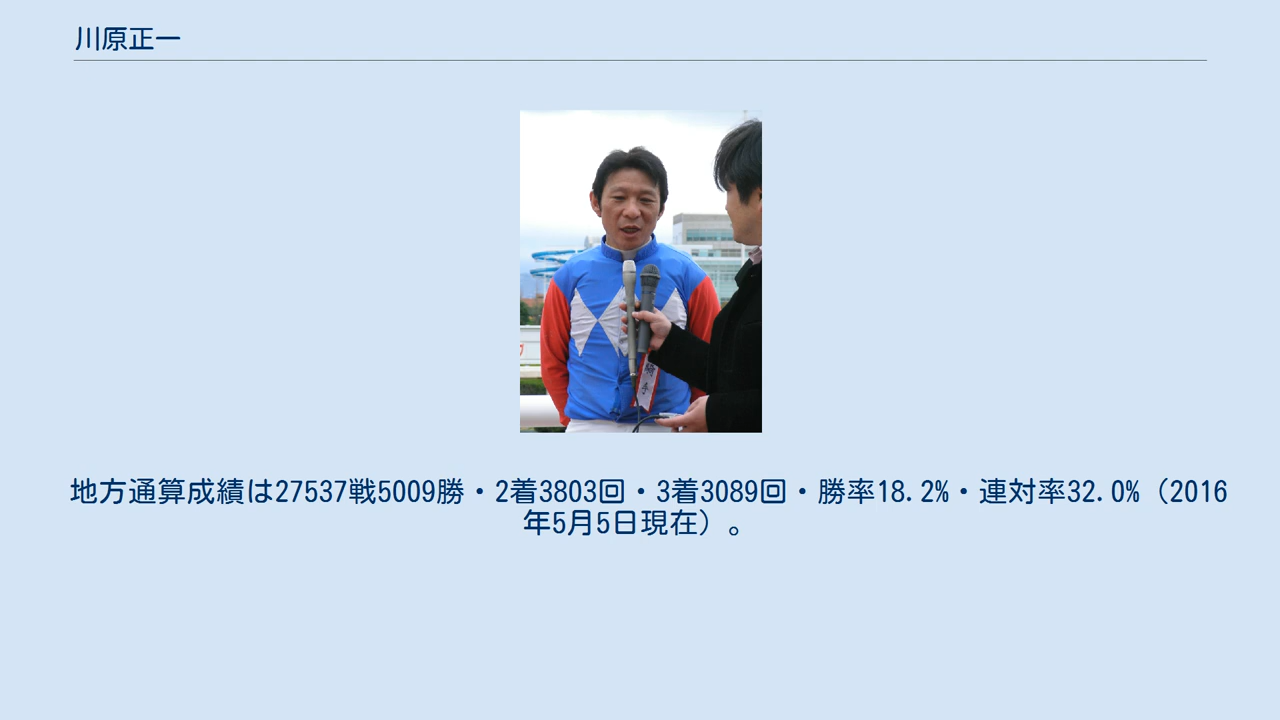 川原正一
騎手
地方通算成績は27537戦5009勝・2着3803回・3着3089回・勝率18.2%・連対率32.0%（2016
年5月5日現在）。